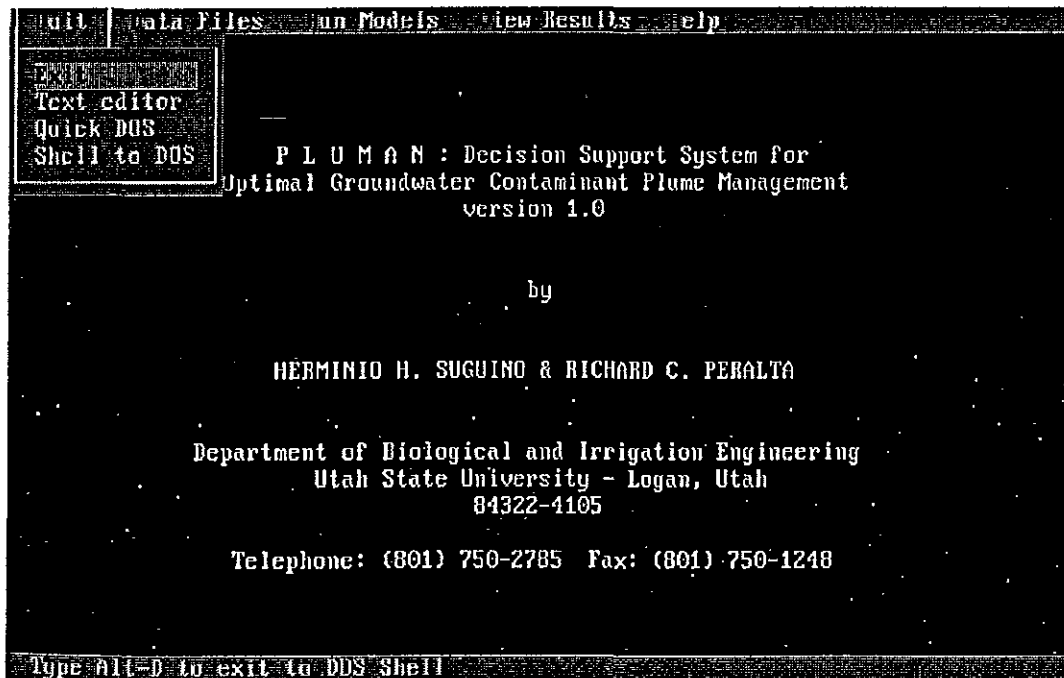 uit ata Files un Models iew Results elp
Exit
Text editor
Quick DOS
Shell to DOS
P L U M A N : Decision Support System for
Optimal Groundwater Contaminant Plume Management
version 1.0
by
HERMINIO H. SUGUINO & RICHARD C. PERALTA
Department of Biological and Irrigation Engineering
Utah State University - Logan, Utah
84322-4105
Telephone: (801) 750-2785 Fax: (801) 750-1248
Type Alt-D to exit to DOS Shell